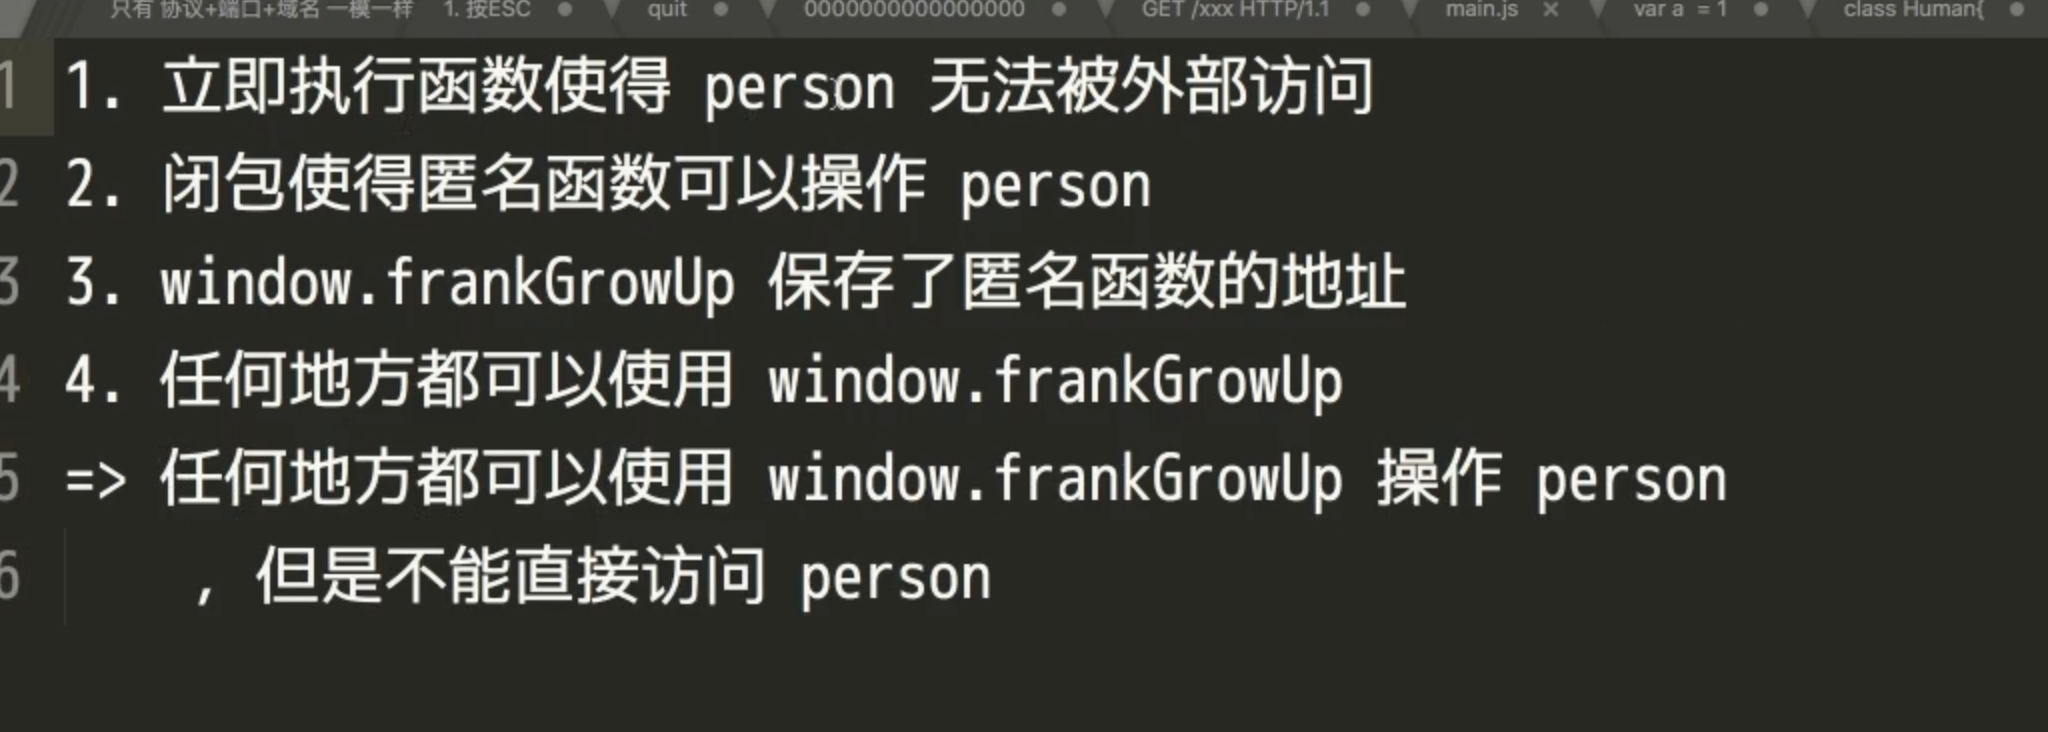 只有 协议+端口+域名 一模一样 1. 按ESC quit 0000000000000000 GET /xxx HTTP/1.1 main.js × var a = 1 class Human{
1 1. 立即执行函数使得 person 无法被外部访问
2 2. 闭包使得匿名函数可以操作 person
3 3. window.frankGrowUp 保存了匿名函数的地址
4 4. 任何地方都可以使用 window.frankGrowUp
5 => 任何地方都可以使用 window.frankGrowUp 操作 person
6 , 但是不能直接访问 person